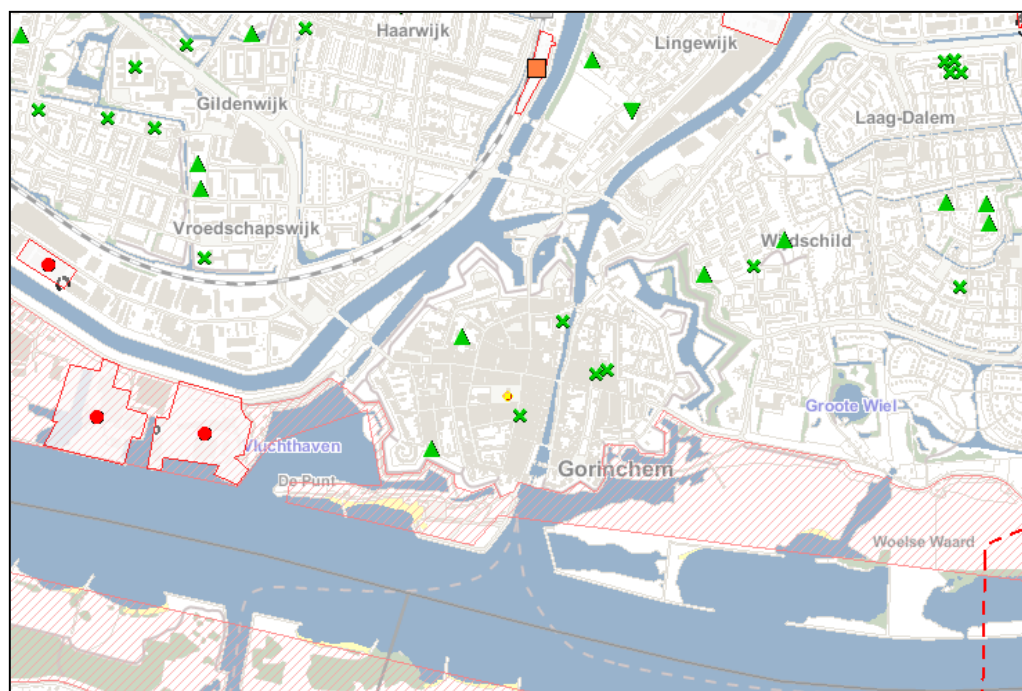 Haarwijk
Lingewijk
Gildenwijk
Laag-Dalem
Vroedschapswijk
Wijdschild
Groote Wiel
Vluchthaven
Gorinchem
De Punt
Woelse Waard